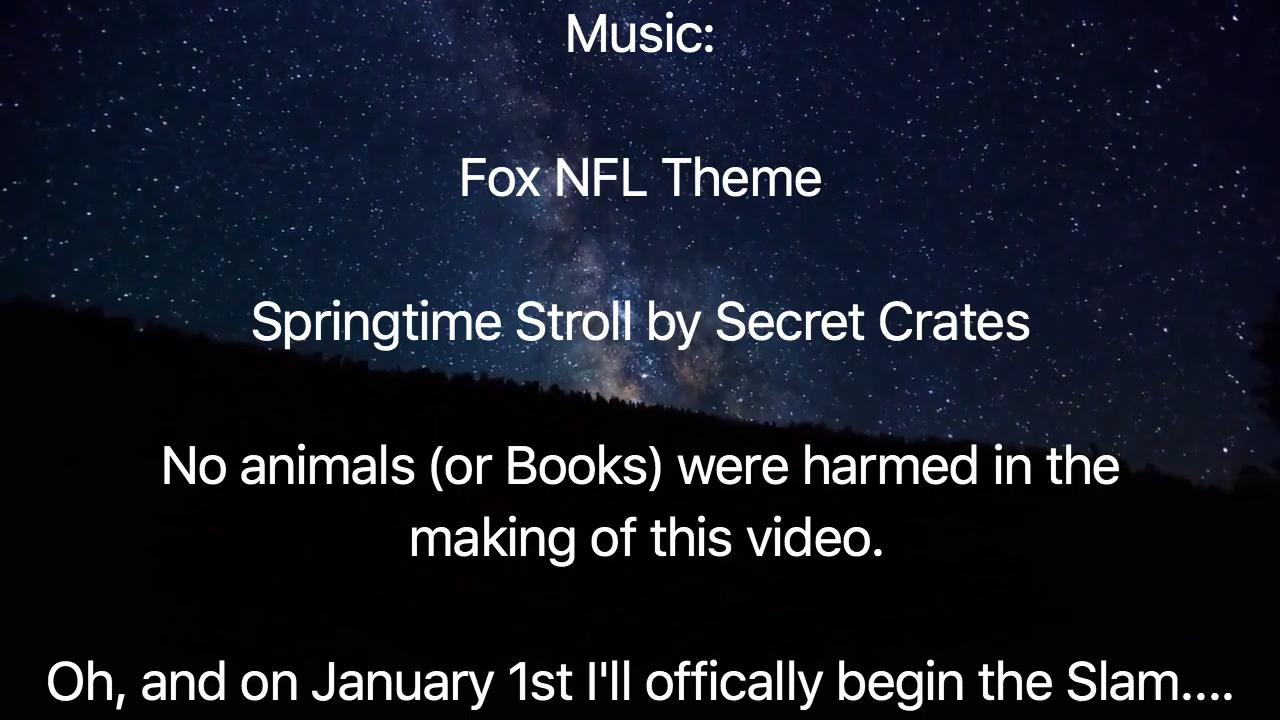 Music:
Fox NFL Theme
Springtime Stroll by Secret Crates
No animals (or Books) were harmed in the
making of this video.
Oh, and on January 1st I'll offically begin the Slam....